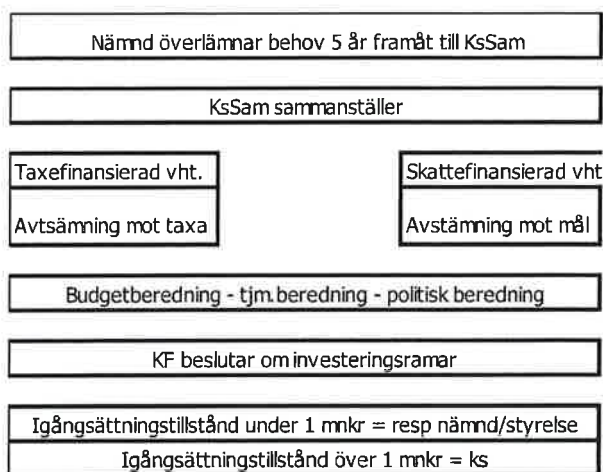 Nämnd överlämnar behov 5 år framåt till KsSam
KsSam sammanställer
Taxefinansierad vht.
Avtsämning mot taxa
Skattefinansierad vht
Avstämning mot mål
Budgetberedning - tjm.beredning - politisk beredning
KF beslutar om investeringsramar
Igångsättningstillstånd under 1 mnkr = resp nämnd/styrelse
Igångsättningstillstånd över 1 mnkr = ks